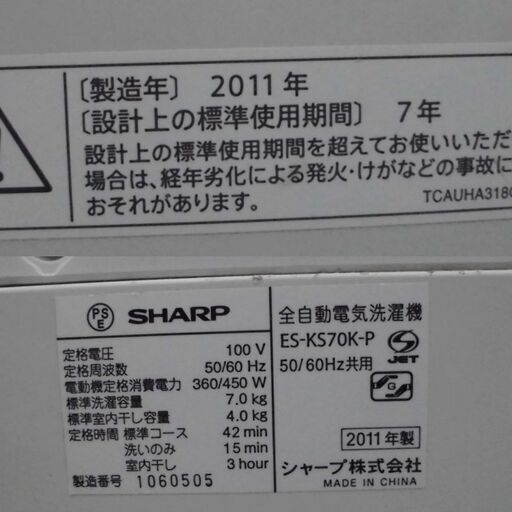 〔製造年〕 2011年
〔設計上の標準使用期間〕 7年
設計上の標準使用期間を超えてお使いいただ
場合は、経年劣化による発火・けがなどの事故に
おそれがあります。
TCAUHA318
PSE SHARP
定格電圧 100 V
定格周波数 50/60 Hz
電動機定格消費電力 360/450 W
標準洗濯容量 7.0 kg
標準室内干し容量 4.0 kg
定格時間 標準コース 42 min
洗いのみ 15 min
室内干し 3 hour
製造番号 1060505
全自動電気洗濯機
ES-KS70K-P
50/60Hz共用
JET
G
2011年製
シャープ株式会社
MADE IN CHINA